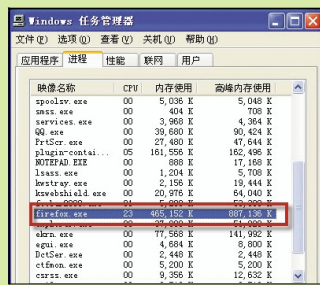 Windows 任务管理器
文件(F) 选项(O) 查看(V) 关机(U) 帮助(H)
应用程序 进程 性能 联网 用户
映像名称 CPU 内存使用 高峰内存使用
spoolsv.exe 00 5,036 K 5,048 K
smss.exe 00 404 K 708 K
services.exe 00 3,968 K 4,364 K
QQ.exe 00 39,680 K 90,424 K
PrtScr.exe 00 27,480 K 47,644 K
plugin-contai... 05 161,556 K 162,496 K
NOTEPAD.EXE 00 888 K 17,168 K
lsass.exe 00 1,204 K 5,708 K
kwstray.exe 00 2,156 K 19,444 K
kswebshield.exe 00 20,976 K 64,040 K
firefox.exe 23 465,152 K 887,136 K
ekrn.exe 00 77,568 K 141,992 K
egui.exe 00 4,684 K 8,800 K
DctSer.exe 00 2,448 K 2,448 K
ctfmon.exe 00 5,200 K 5,200 K
csrss.exe 00 9,356 K 12,632 K